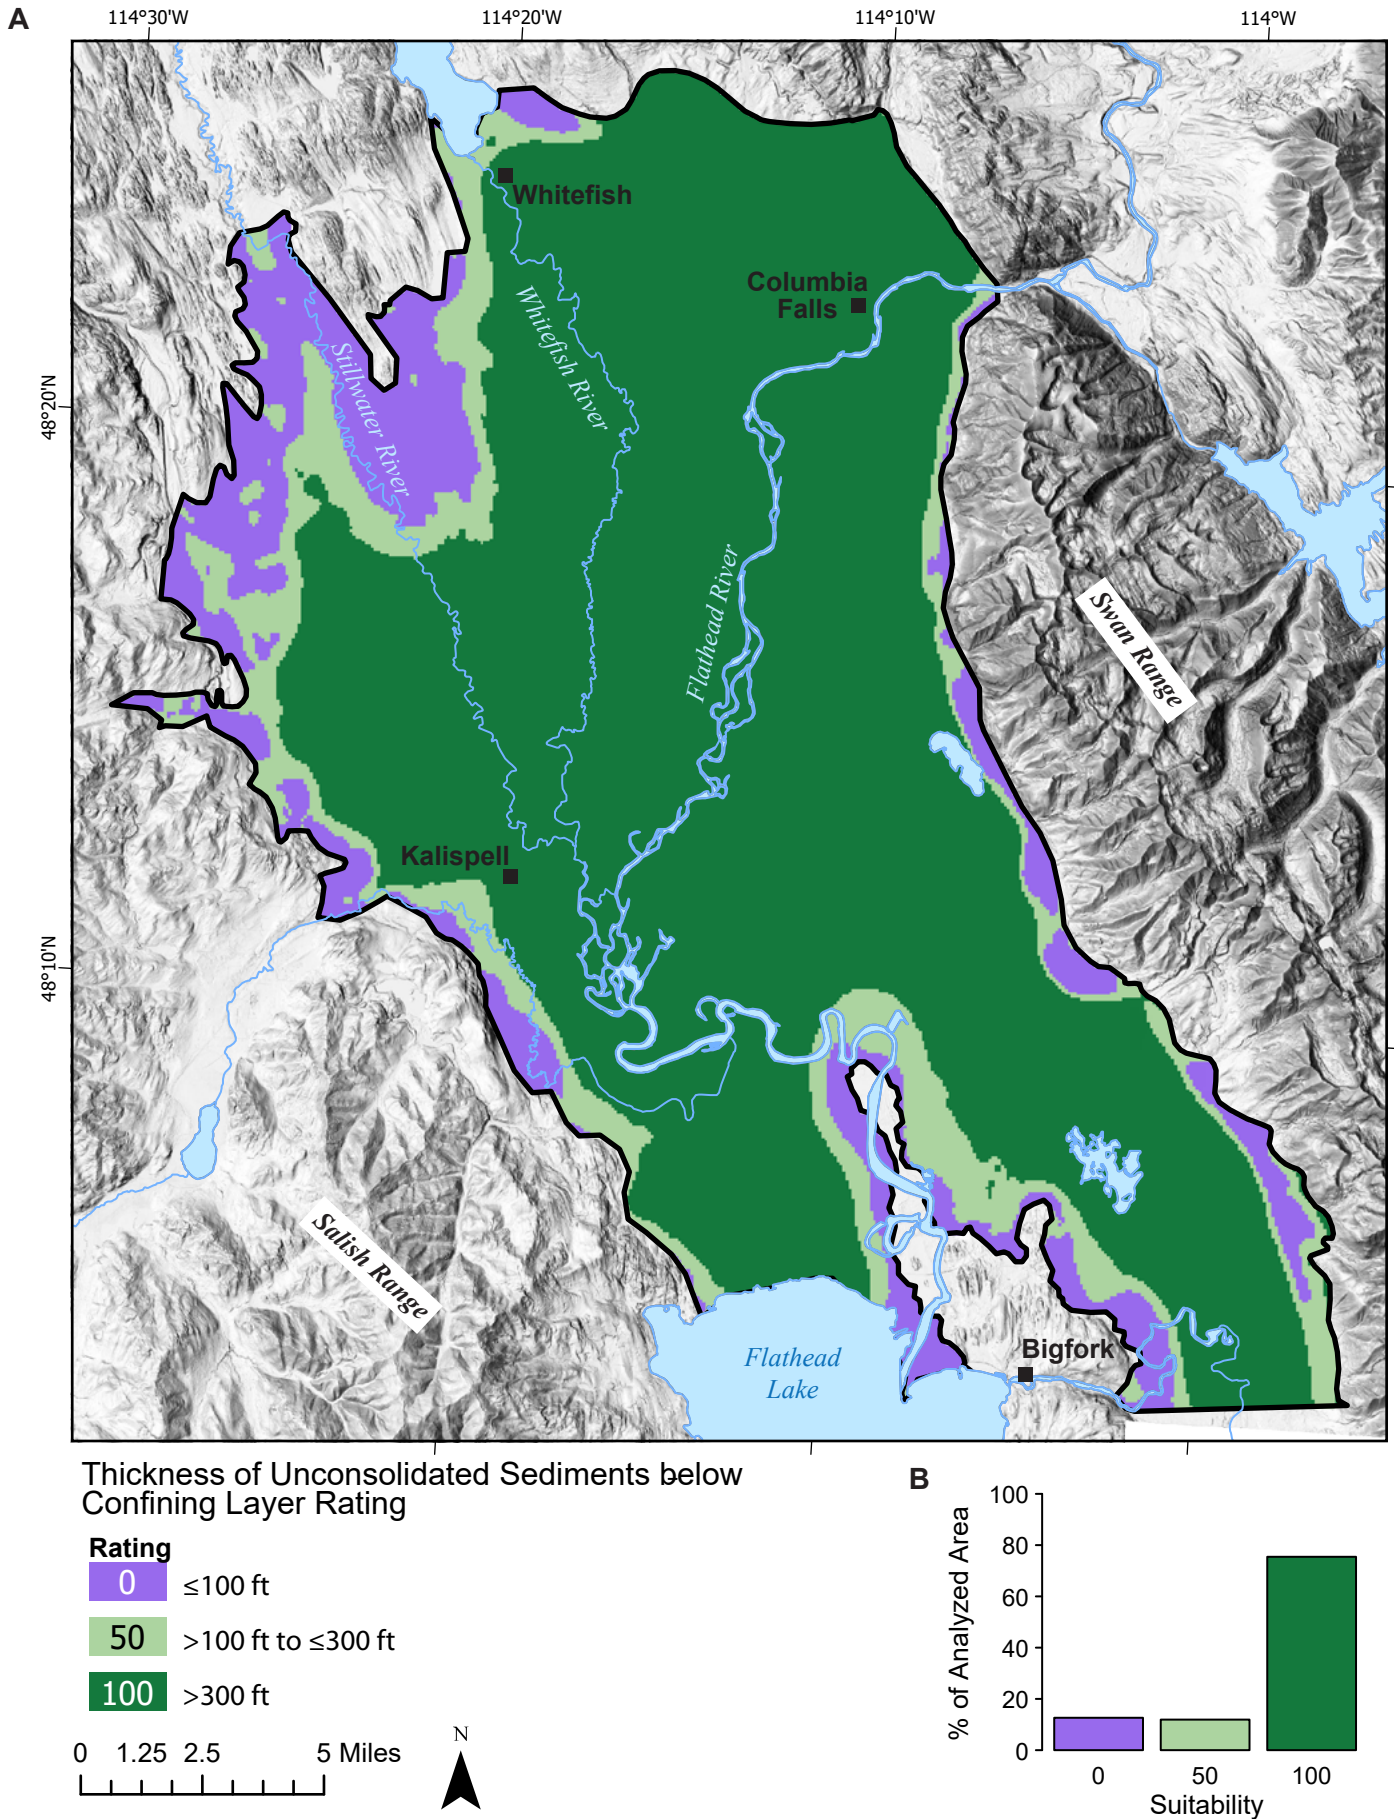 A
114°30'W
114°20'W
114°10'W
114°W
48°20'N
48°10'N
Whitefish
Columbia
Falls
Whitefish River
Stillwater River
Flathead River
Swan Range
Kalispell
Salish Range
Bigfork
Flathead
Lake
Thickness of Unconsolidated Sediments below
Confining Layer Rating
Rating
0 ≤100 ft
50 >100 ft to ≤300 ft
100 >300 ft
0 1.25 2.5 5 Miles
N
B
% of Analyzed Area
100
80
60
40
20
0
0 50 100
Suitability